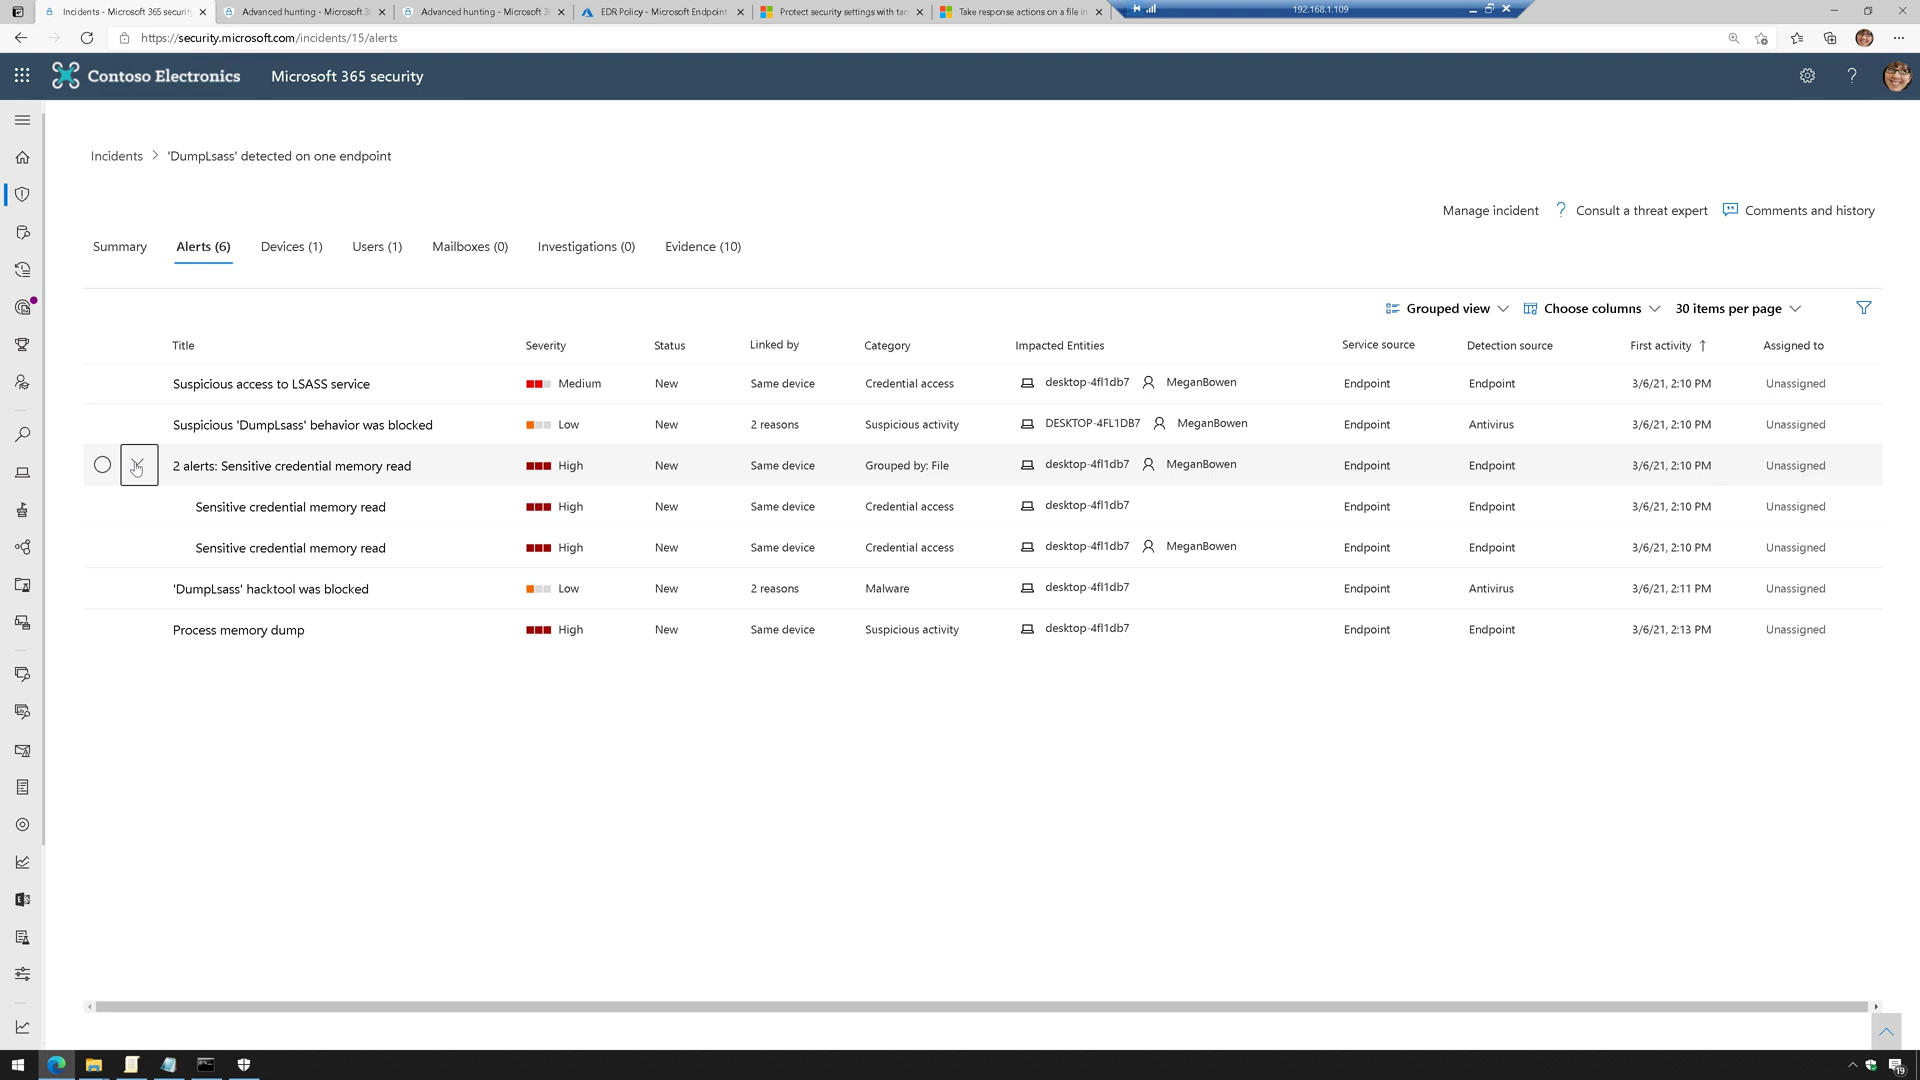 Incidents - Microsoft 365 securit
Advanced hunting - Microsoft 3
Advanced hunting - Microsoft 3
EDR Policy - Microsoft Endpoint
Protect security settings with tam
Take response actions on a file in
192.168.1.109
https://security.microsoft.com/incidents/15/alerts
Contoso Electronics
Microsoft 365 security
?
Incidents > 'DumpLsass' detected on one endpoint
Manage incident
? Consult a threat expert
Comments and history
Summary
Alerts (6)
Devices (1)
Users (1)
Mailboxes (0)
Investigations (0)
Evidence (10)
Grouped view
Choose columns
30 items per page
Title Severity Status Linked by Category Impacted Entities Service source Detection source First activity ↑ Assigned to
Suspicious access to LSASS service Medium New Same device Credential access desktop-4fl1db7 MeganBowen Endpoint Endpoint 3/6/21, 2:10 PM Unassigned
Suspicious 'DumpLsass' behavior was blocked Low New 2 reasons Suspicious activity DESKTOP-4FL1DB7 MeganBowen Endpoint Antivirus 3/6/21, 2:10 PM Unassigned
2 alerts: Sensitive credential memory read High New Same device Grouped by: File desktop-4fl1db7 MeganBowen Endpoint Endpoint 3/6/21, 2:10 PM Unassigned
Sensitive credential memory read High New Same device Credential access desktop-4fl1db7 Endpoint Endpoint 3/6/21, 2:10 PM Unassigned
Sensitive credential memory read High New Same device Credential access desktop-4fl1db7 MeganBowen Endpoint Endpoint 3/6/21, 2:10 PM Unassigned
'DumpLsass' hacktool was blocked Low New 2 reasons Malware desktop-4fl1db7 Endpoint Antivirus 3/6/21, 2:11 PM Unassigned
Process memory dump High New Same device Suspicious activity desktop-4fl1db7 Endpoint Endpoint 3/6/21, 2:13 PM Unassigned
19